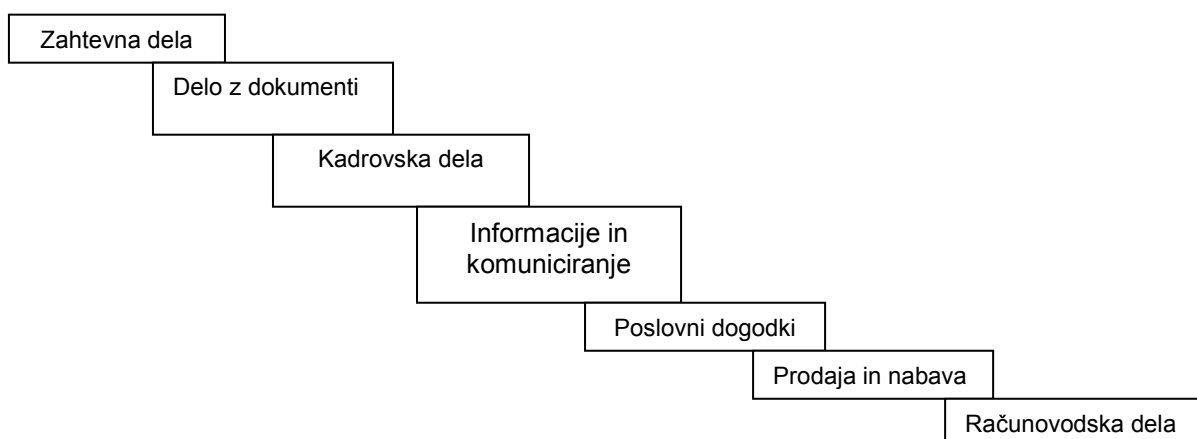 Zahtevna dela
Delo z dokumenti
Kadrovska dela
Informacije in
komuniciranje
Poslovni dogodki
Prodaja in nabava
Računovodska dela